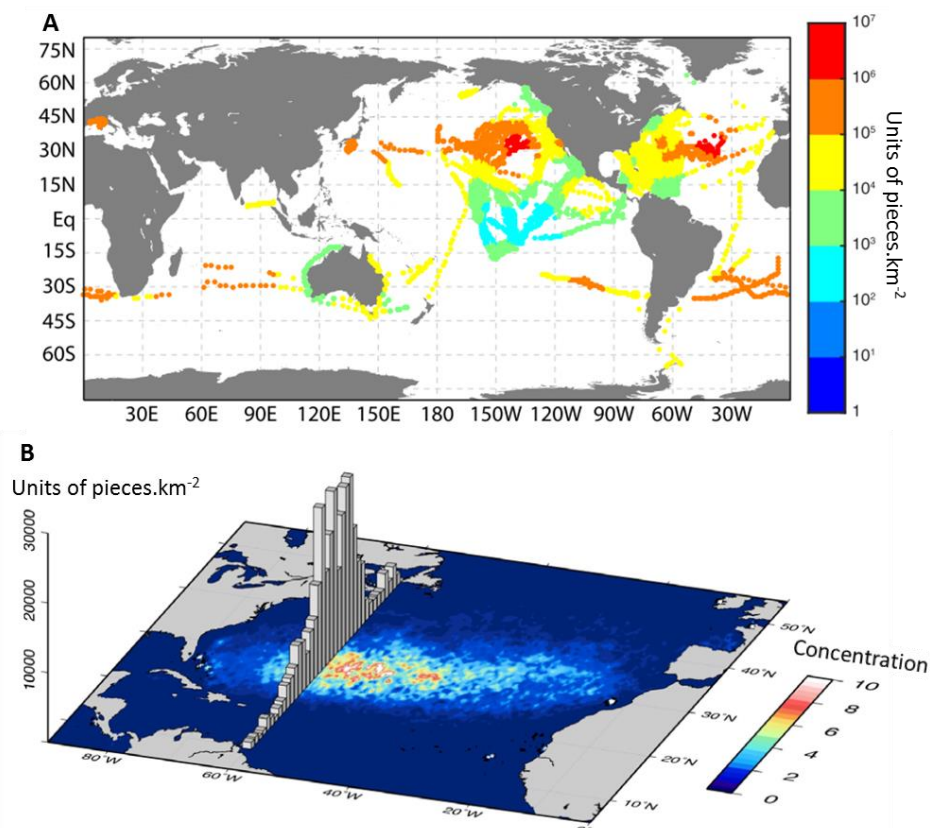 A
75N
60N
45N
30N
15N
Eq
15S
30S
45S
60S
30E 60E 90E 120E 150E 180 150W 120W 90W 60W 30W
10⁷
10⁶
10⁵
10⁴
10³
10²
10¹
1
Units of pieces.km⁻²
B
Units of pieces.km⁻²
30000
20000
10000
80°W
60°W
40°W
20°W
50°N
40°N
30°N
20°N
10°N
Concentration
10
8
6
4
2
0